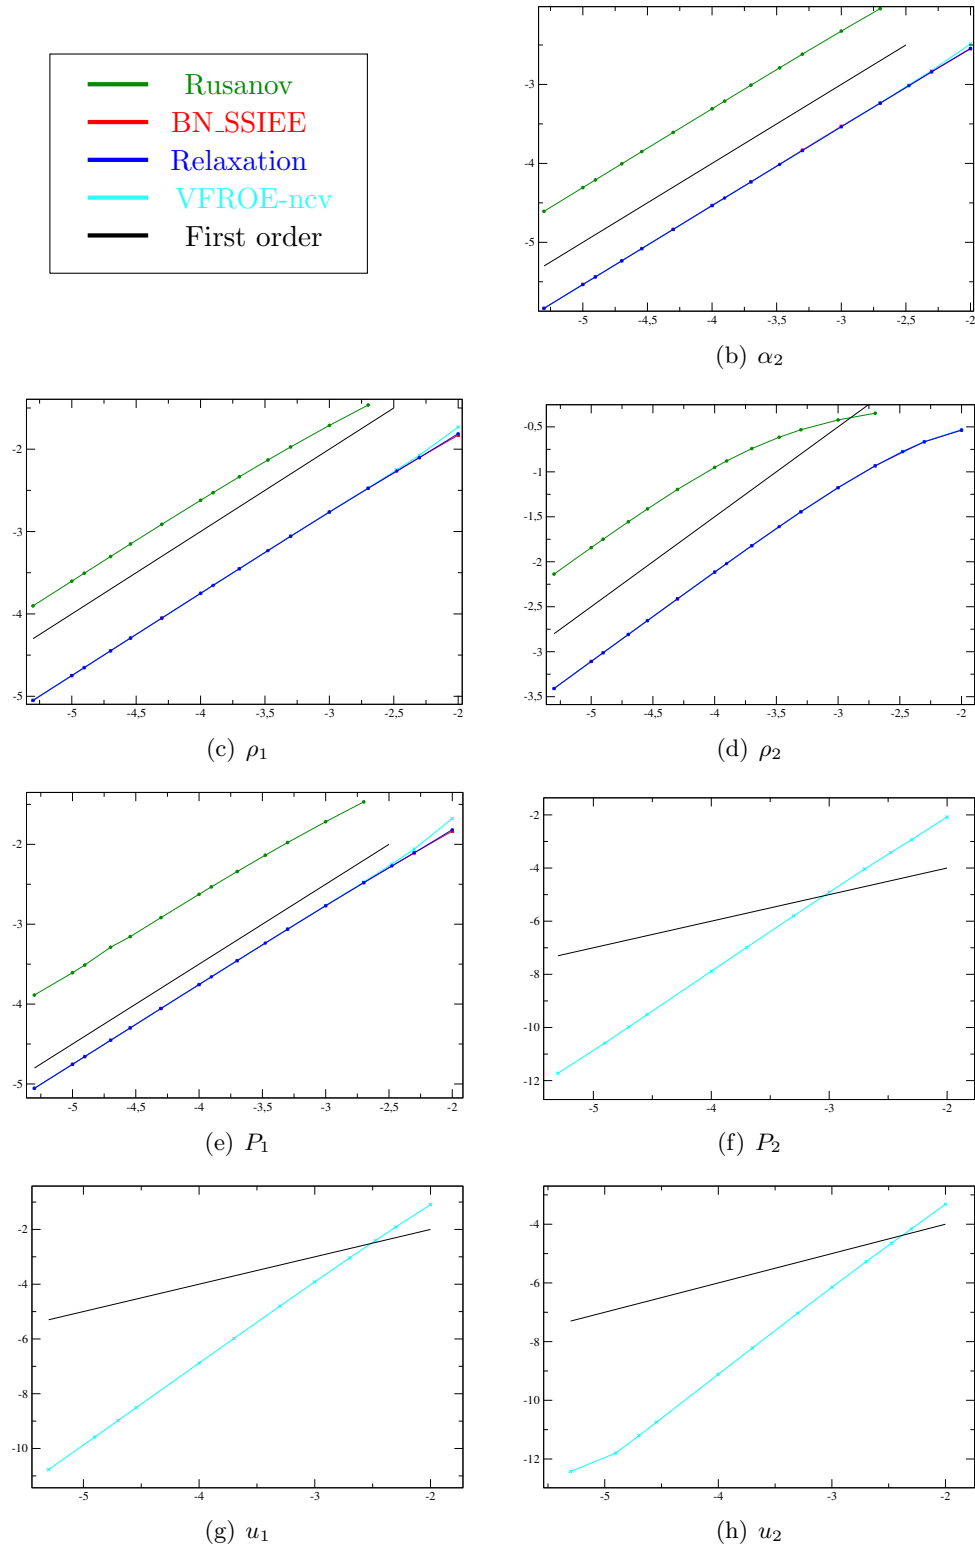 Rusanov
BN_SSIEE
Relaxation
VFROE-ncv
First order
-3
-4
-5
-5 -4,5 -4 -3,5 -3 -2,5 -2
(b) α₂
-2
-3
-4
-5
-5 -4,5 -4 -3,5 -3 -2,5 -2
(c) ρ₁
-0,5
-1
-1,5
-2
-2,5
-3
-3,5
-5 -4,5 -4 -3,5 -3 -2,5 -2
(d) ρ₂
-2
-3
-4
-5
-5 -4,5 -4 -3,5 -3 -2,5 -2
(e) P₁
-2
-4
-6
-8
-10
-12
-5 -4 -3 -2
(f) P₂
-2
-4
-6
-8
-10
-5 -4 -3 -2
(g) u₁
-4
-6
-8
-10
-12
-5 -4 -3 -2
(h) u₂